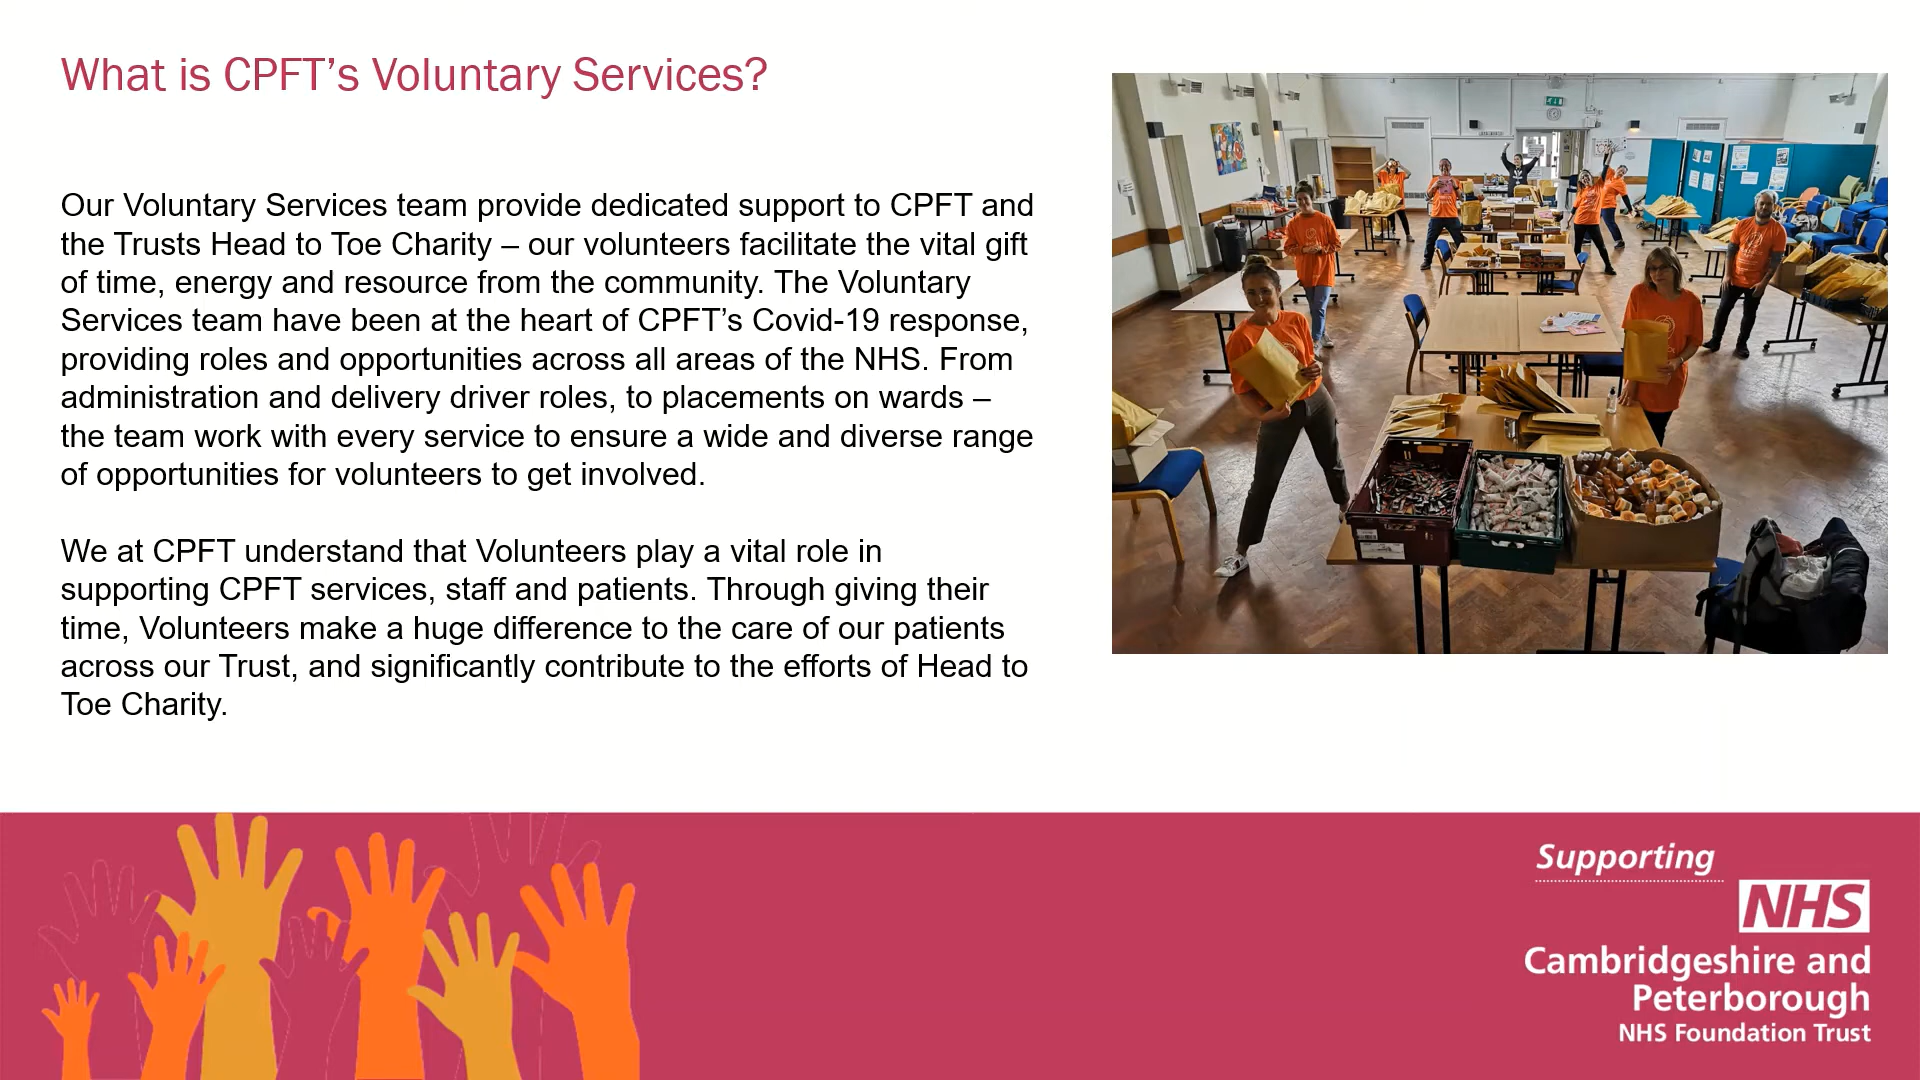 What is CPFT’s Voluntary Services?
Our Voluntary Services team provide dedicated support to CPFT and
the Trusts Head to Toe Charity – our volunteers facilitate the vital gift
of time, energy and resource from the community. The Voluntary
Services team have been at the heart of CPFT’s Covid-19 response,
providing roles and opportunities across all areas of the NHS. From
administration and delivery driver roles, to placements on wards –
the team work with every service to ensure a wide and diverse range
of opportunities for volunteers to get involved.
We at CPFT understand that Volunteers play a vital role in
supporting CPFT services, staff and patients. Through giving their
time, Volunteers make a huge difference to the care of our patients
across our Trust, and significantly contribute to the efforts of Head to
Toe Charity.
Supporting
NHS
Cambridgeshire and
Peterborough
NHS Foundation Trust